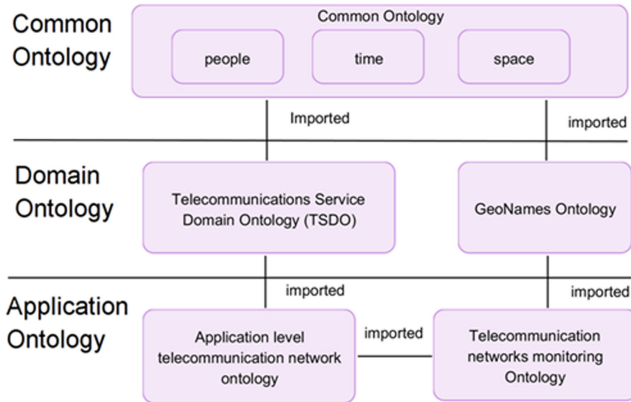 Common
Ontology
Common Ontology
people
time
space
Imported
imported
Domain
Ontology
Telecommunications Service
Domain Ontology (TSDO)
GeoNames Ontology
imported
imported
Application
Ontology
Application level
telecommunication network
ontology
imported
Telecommunication
networks monitoring
Ontology